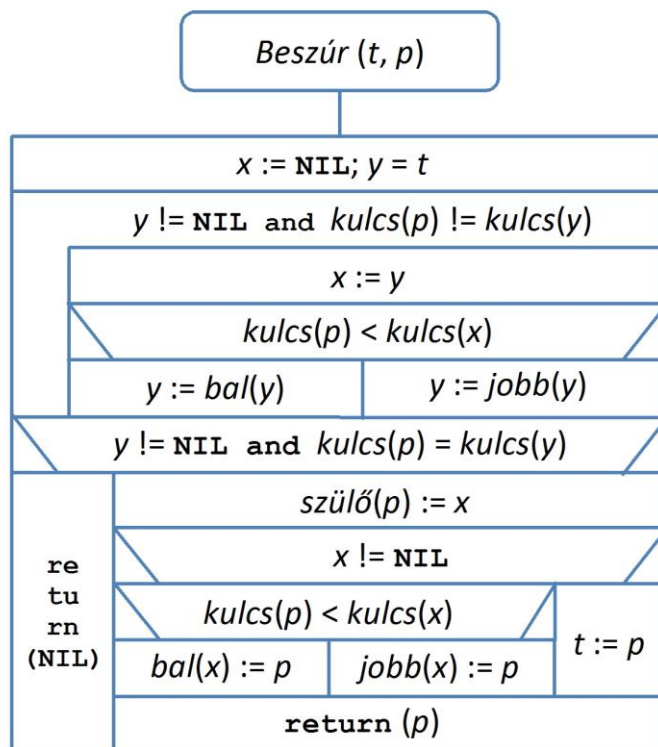 Beszúr (t, p)
x := NIL; y = t
y != NIL and kulcs(p) != kulcs(y)
x := y
kulcs(p) < kulcs(x)
y := bal(y)
y := jobb(y)
y != NIL and kulcs(p) = kulcs(y)
re
tu
rn
(NIL)
szülő(p) := x
x != NIL
kulcs(p) < kulcs(x)
t := p
bal(x) := p
jobb(x) := p
return (p)